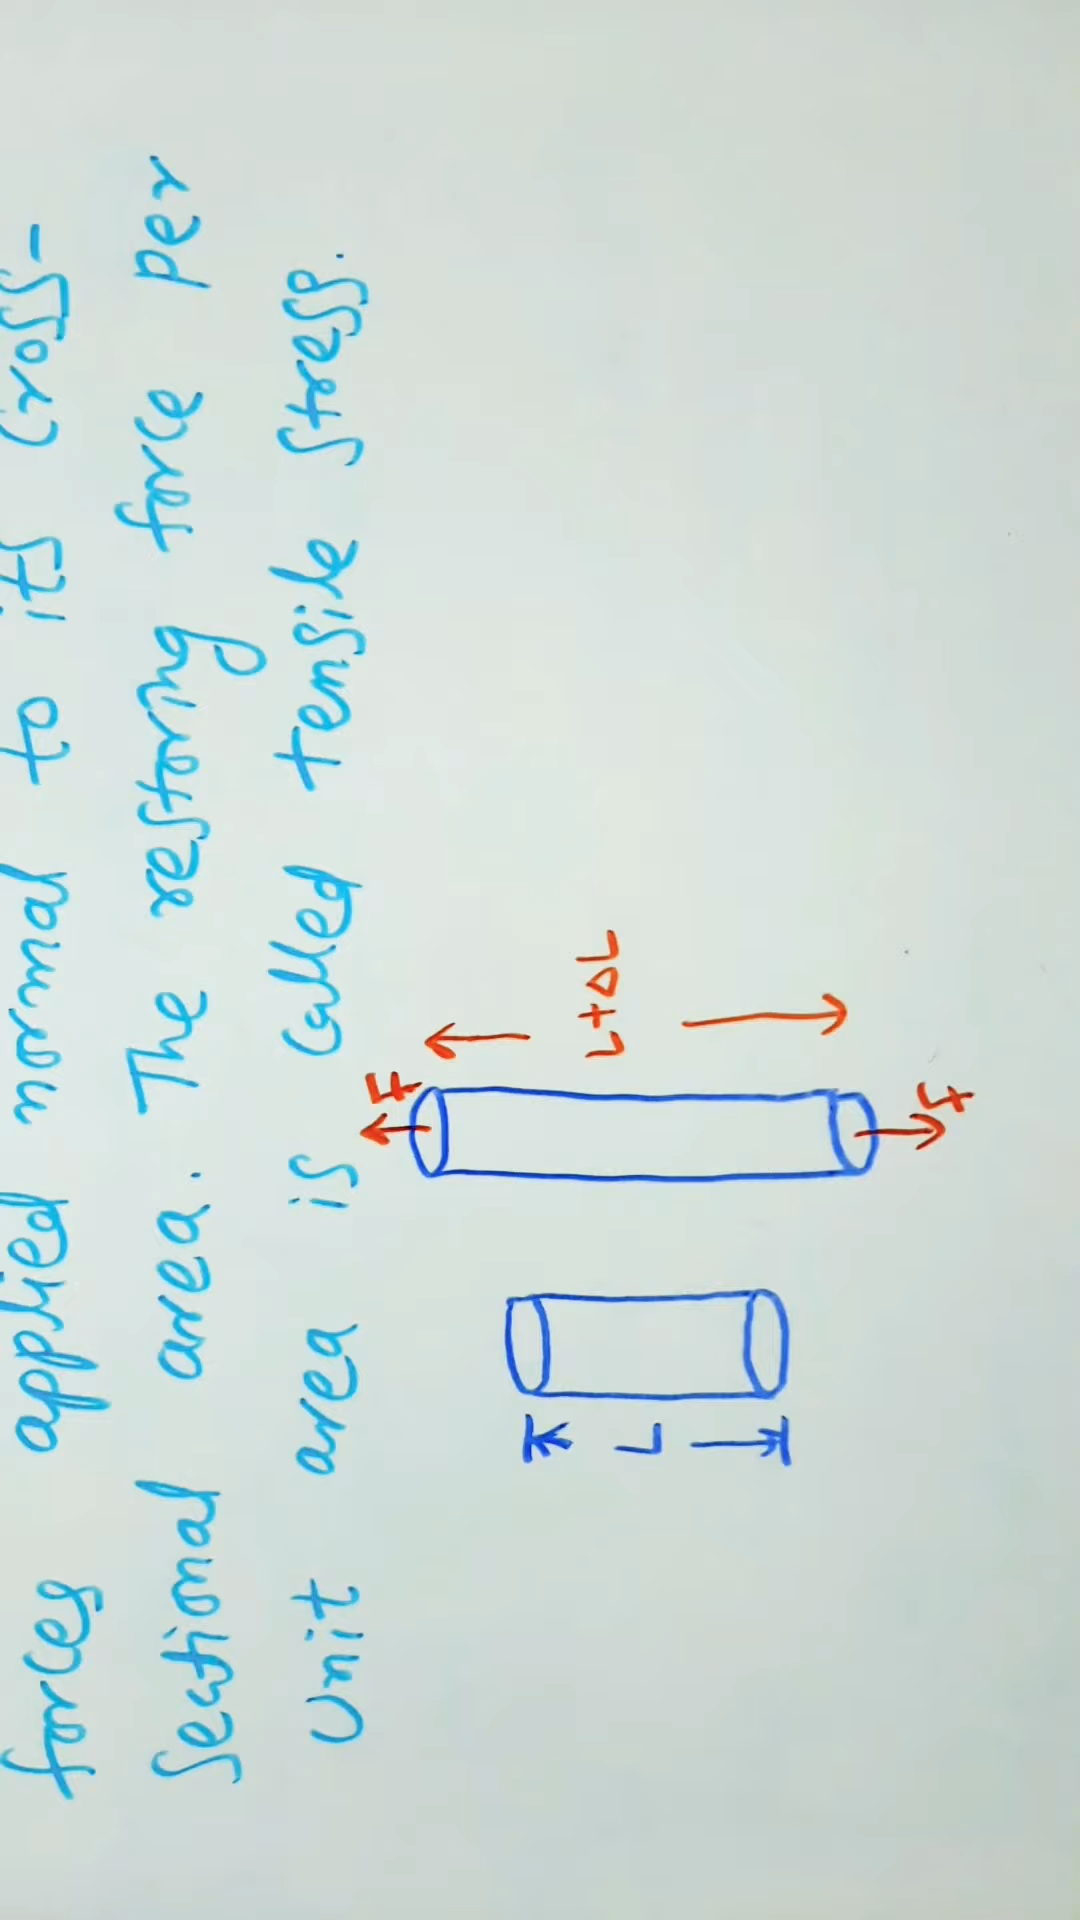 forces applied normal to its cross-
sectional area. The restoring force per
unit area is called tensile stress.
F
L+ΔL
F
L